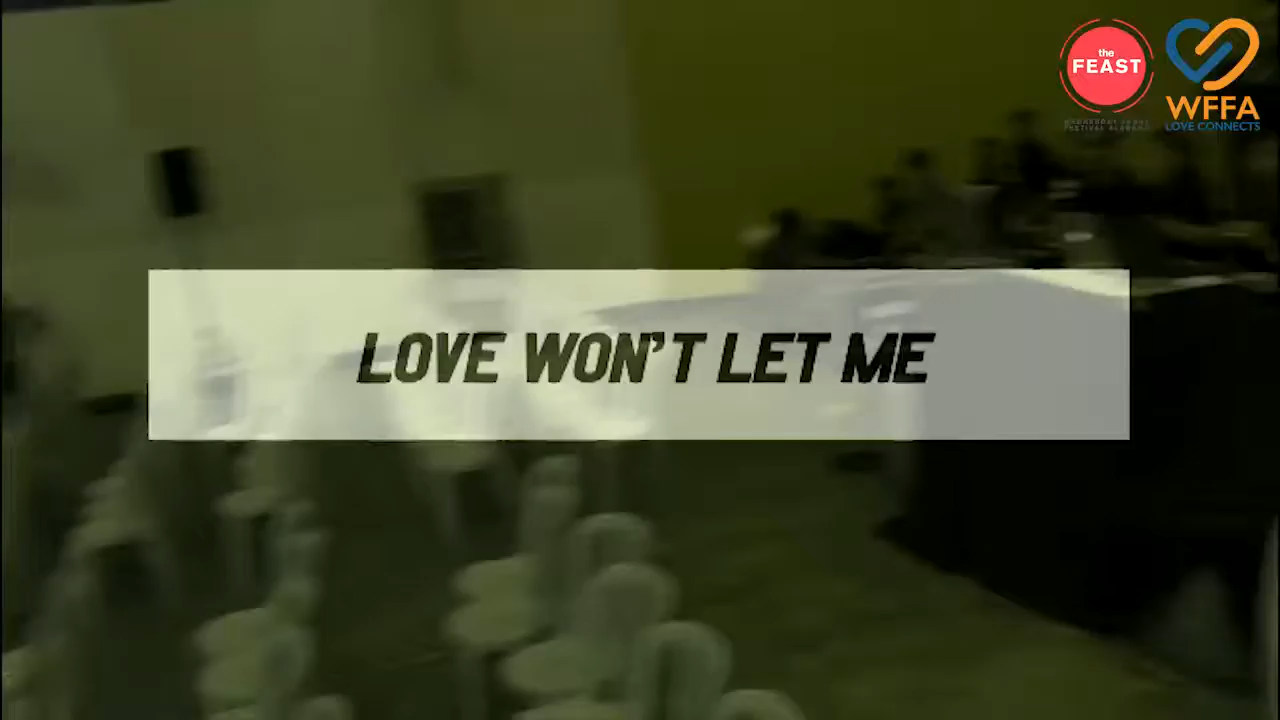 the
FEAST
WFFA
LOVE CONNECTS
LOVE WON'T LET ME